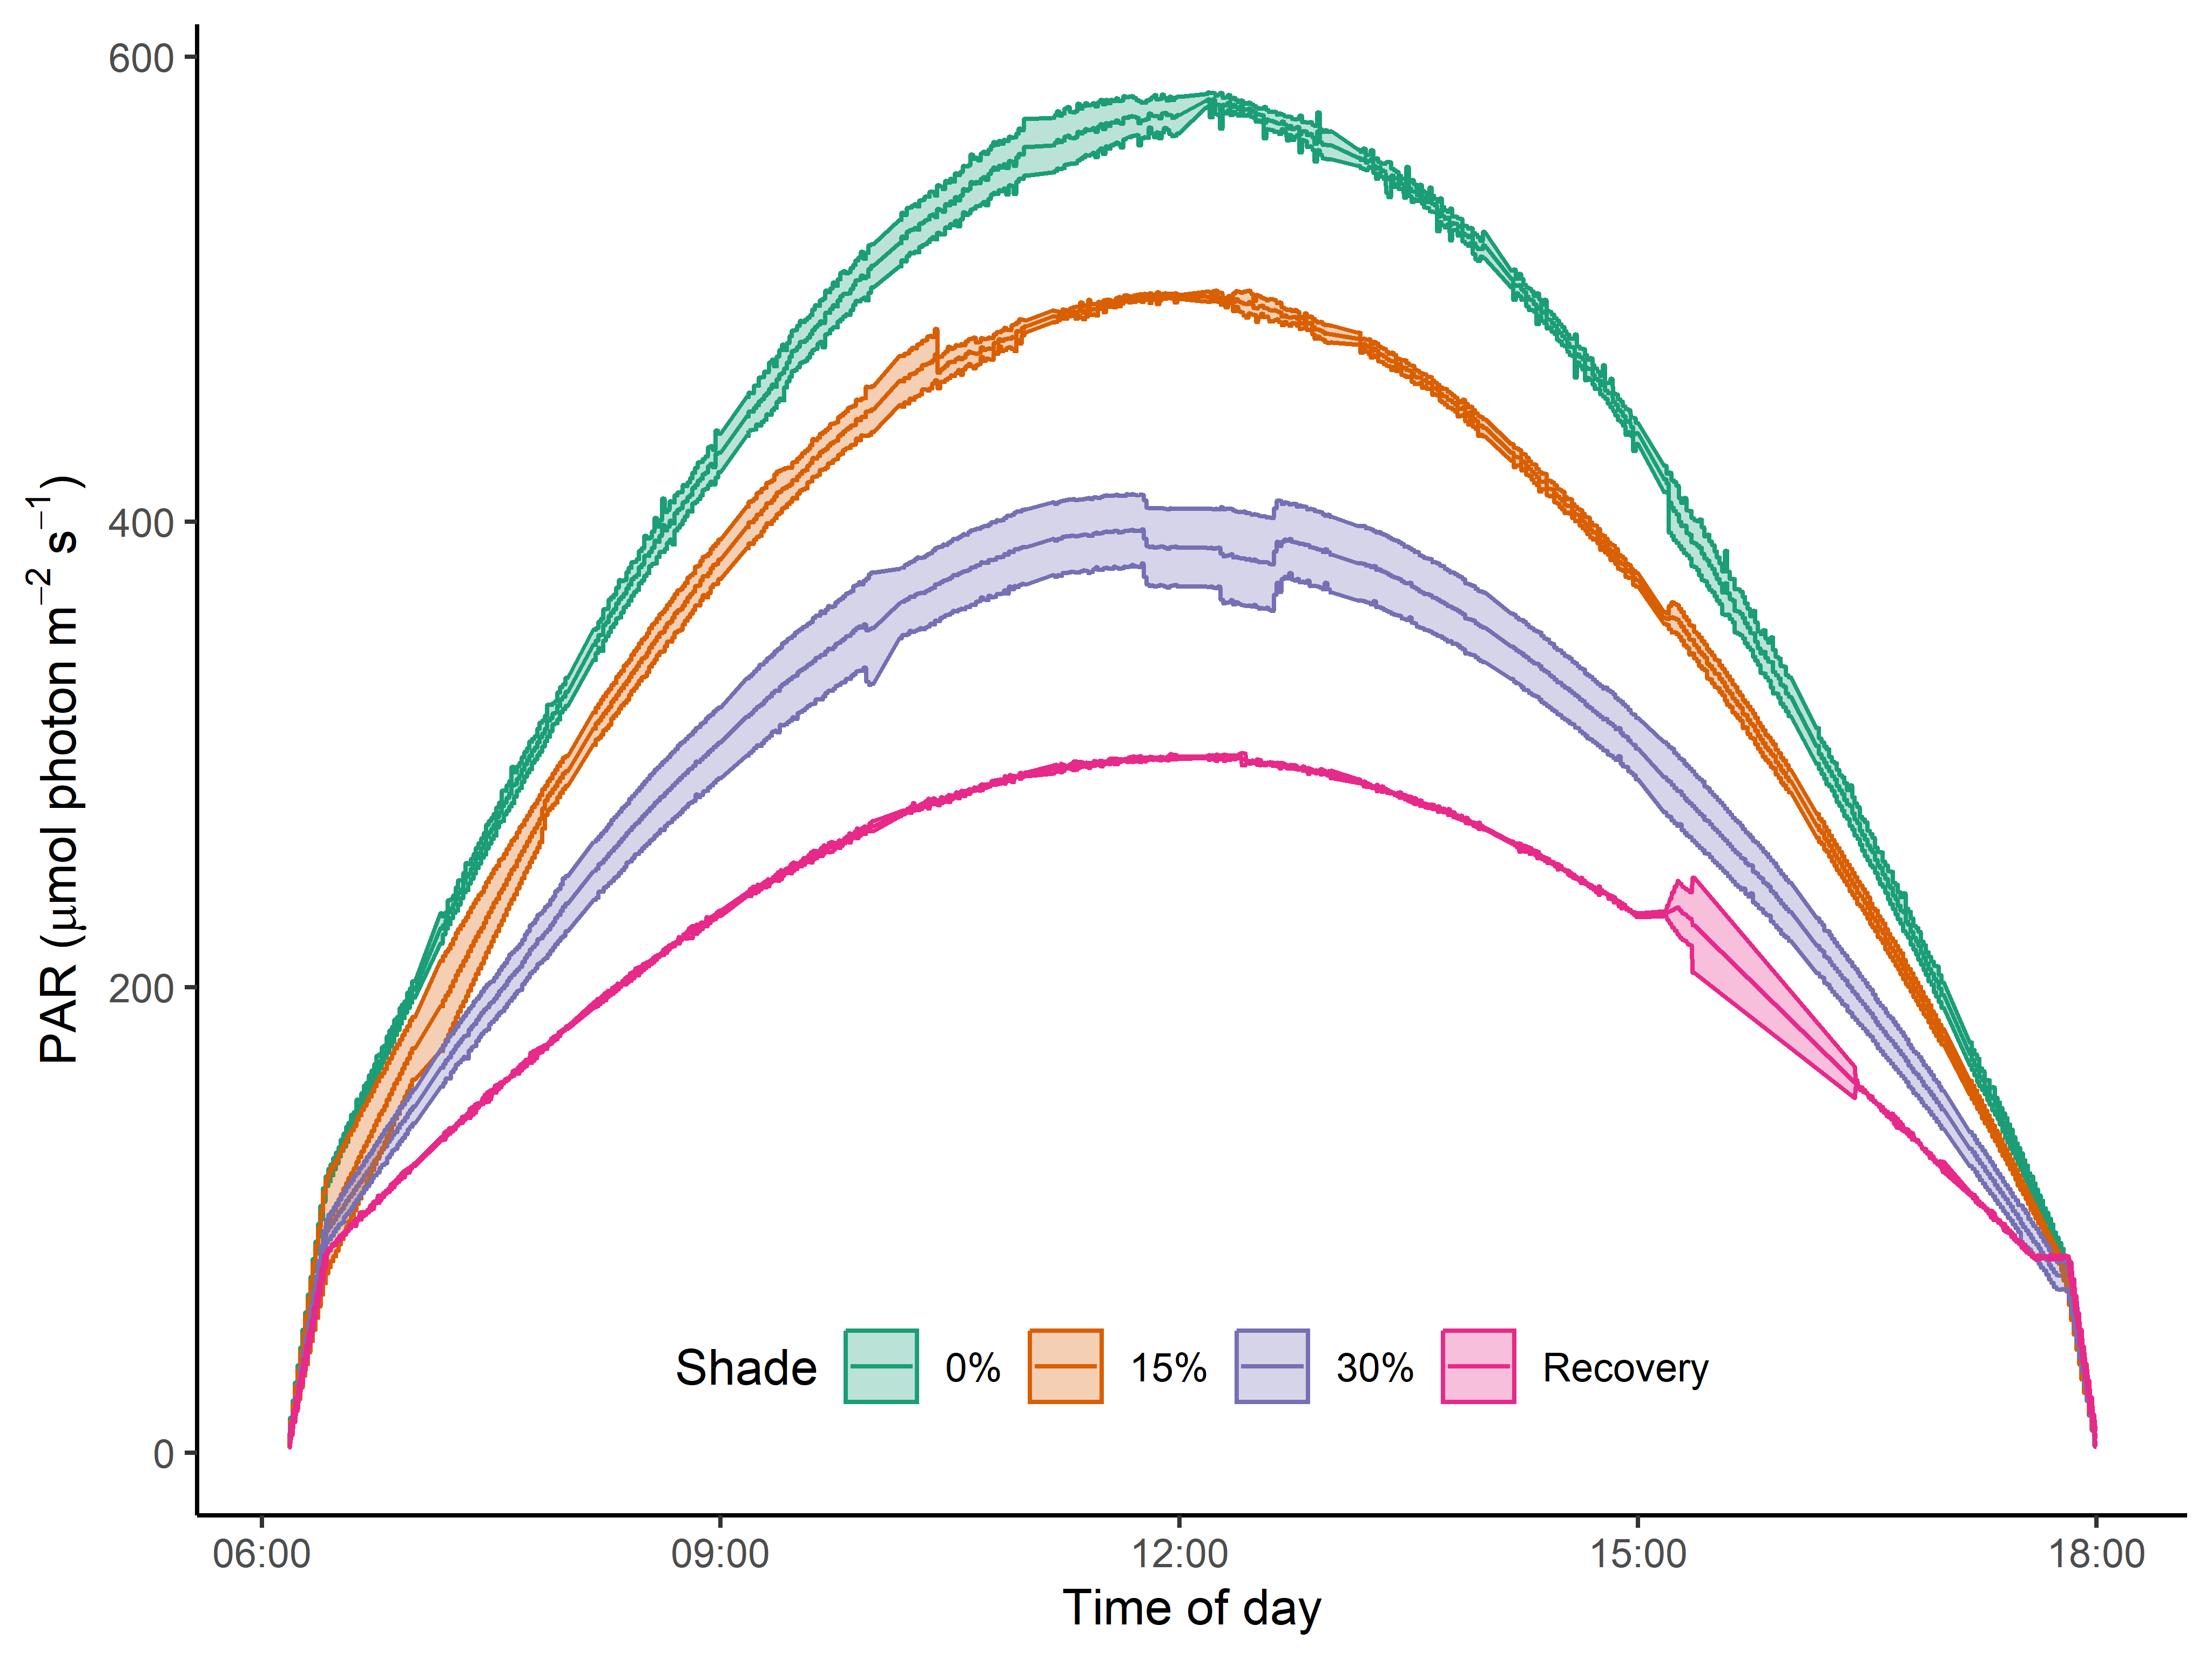 600
400
200
0
PAR (μmol photon m⁻² s⁻¹)
Shade 0% 15% 30% Recovery
06:00 09:00 12:00 15:00 18:00
Time of day